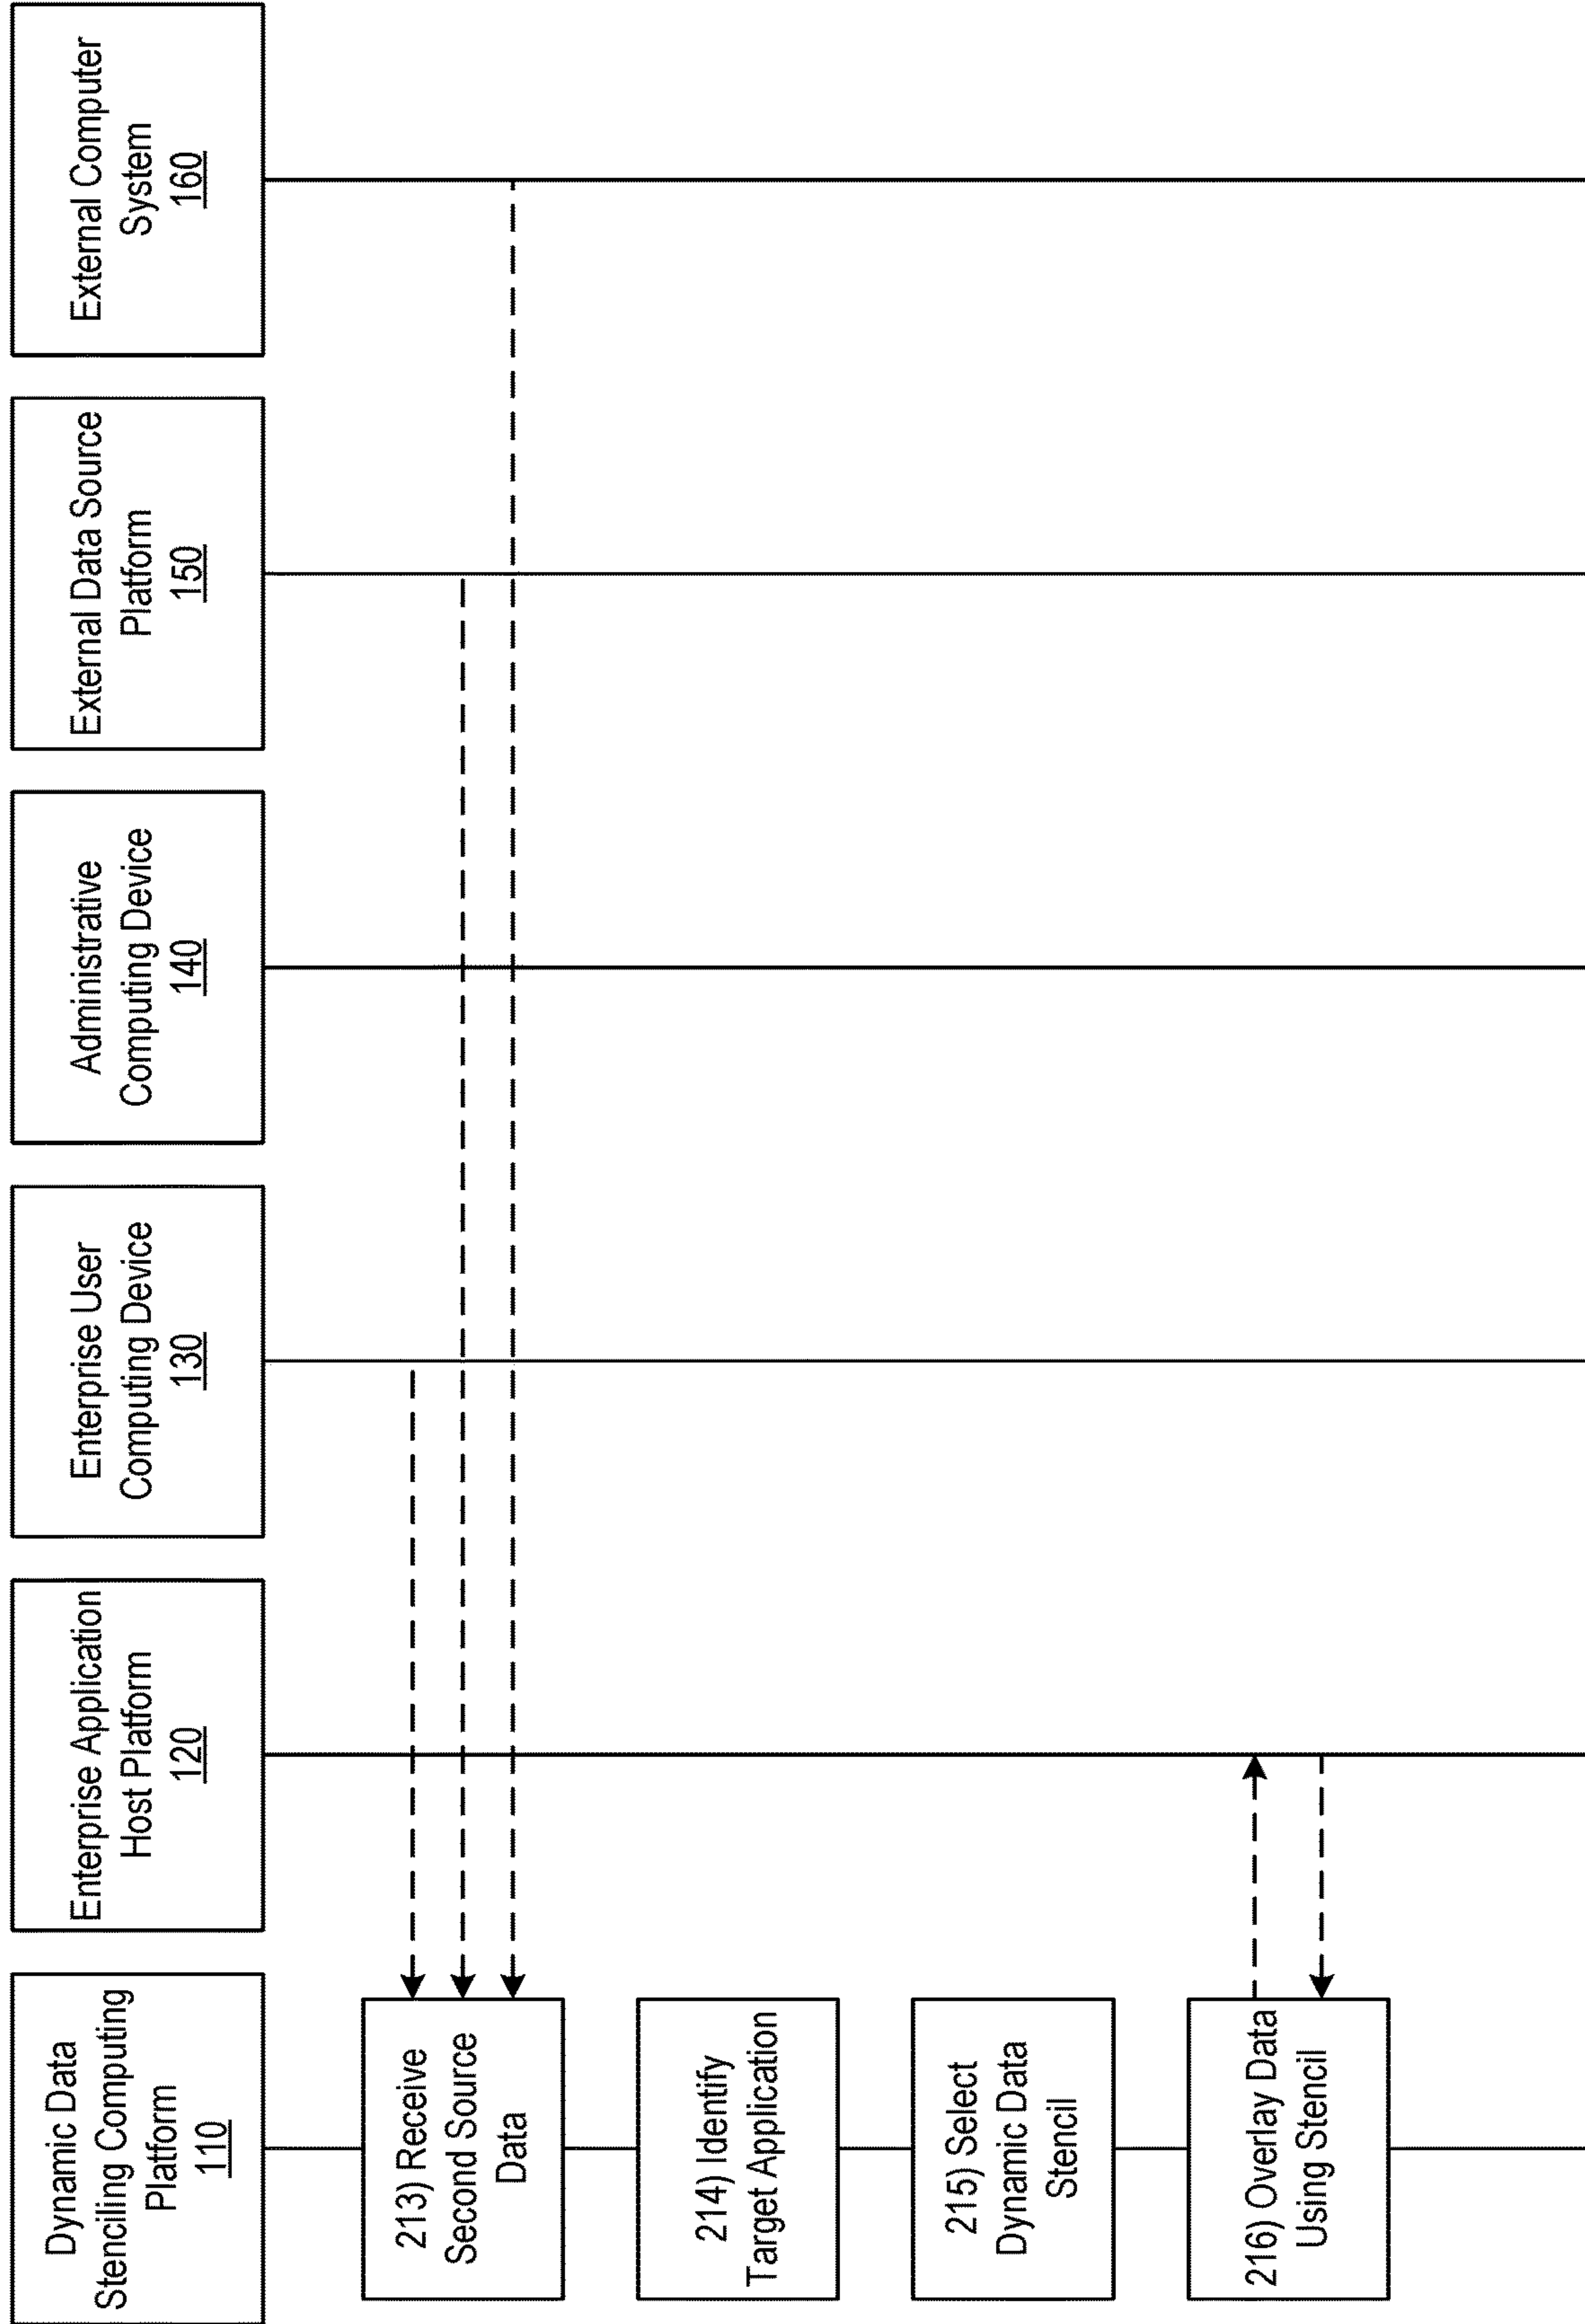 Dynamic Data
Stenciling Computing
Platform
110
Enterprise Application
Host Platform
120
Enterprise User
Computing Device
130
Administrative
Computing Device
140
External Data Source
Platform
150
External Computer
System
160
213) Receive
Second Source
Data
214) Identify
Target Application
215) Select
Dynamic Data
Stencil
216) Overlay Data
Using Stencil